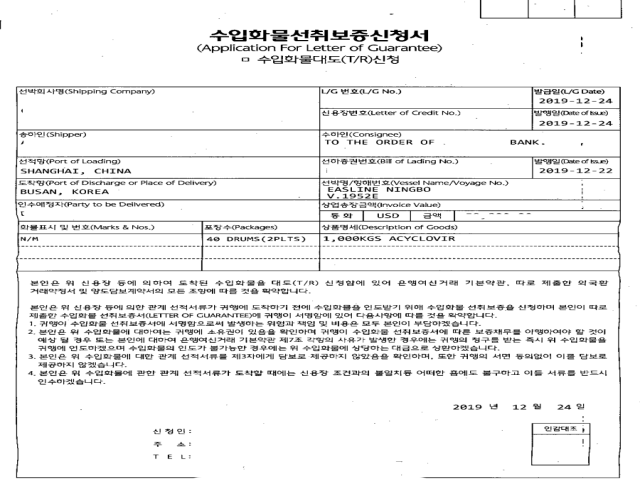 수입화물선취보증신청서
(Application For Letter of Guarantee)
□ 수입화물대도(T/R)신청
선박회사명(Shipping Company)
L/G 번호(L/G No.)
발급일(L/G Date)
2019-12-24
신용장번호(Letter of Credit No.)
발행일(Date of Issue)
2019-12-24
송하인(Shipper)
수하인(Consignee)
TO THE ORDER OF BANK.
선적항(Port of Loading)
SHANGHAI, CHINA
선하증권번호(Bill of Lading No.)
발행일(Date of Issue)
2019-12-22
도착항(Port of Discharge or Place of Delivery)
BUSAN, KOREA
선박명/항해번호(Vessel Name/Voyage No.)
EASLINE NINGBO
V.1952E
인수예정지(Party to be Delivered)
상업송장금액(Invoice Value)
통 화 USD 금액
화물표시 및 번호(Marks & Nos.)
포장수(Packages)
상품명세(Description of Goods)
N/M
40 DRUMS(2PLTS)
1,000KGS ACYCLOVIR
본인은 위 신용장 등에 의하여 도착된 수입화물을 대도(T/R) 신청함에 있어 은행여신거래 기본약관, 따로 제출한 외국환
거래약정서 및 양도담보계약서의 모든 조항에 따를 것을 확약합니다.
본인은 위 신용장 등에 의한 관계 선적서류가 귀행에 도착하기 전에 수입화물을 인도받기 위해 수입화물 선취보증을 신청하며 본인이 따로
제출한 수입화물 선취보증서(LETTER OF GUARANTEE)에 귀행이 서명함에 있어 다음사항에 따를 것을 확약합니다.
1. 귀행이 수입화물 선취보증서에 서명함으로써 발생하는 위험과 책임 및 비용은 모두 본인이 부담하겠습니다.
2. 본인은 위 수입화물에 대하여는 귀행에 소유권이 있음을 확인하며 귀행이 수입화물 선취보증서에 따른 보증채무를 이행하여야 할 것이
예상 될 경우 또는 본인에 대하여 은행여신거래 기본약관 제7조 각항의 사유가 발생한 경우에는 귀행의 청구를 받는 즉시 위 수입화물을
귀행에 인도하겠으며 수입화물의 인도가 불가능한 경우에는 위 수입화물에 상당하는 대금으로 상환하겠습니다.
3. 본인은 위 수입화물에 대한 관계 선적서류를 제3자에게 담보로 제공하지 않았음을 확인하며, 또한 귀행의 서면 동의없이 이를 담보로
제공하지 않겠습니다.
4. 본인은 위 수입화물에 관한 관계 선적서류가 도착할 때에는 신용장 조건과의 불일치등 어떠한 흠에도 불구하고 이들 서류를 반드시
인수하겠습니다.
2019 년 12 월 24 일
신 청 인 :
인감대조
주 소 :
T E L :